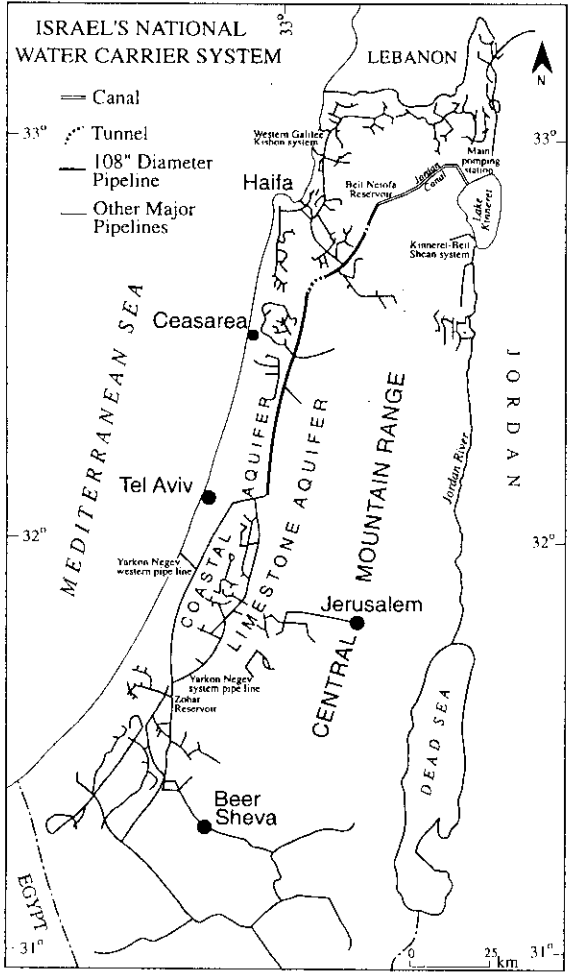 ISRAEL'S NATIONAL
WATER CARRIER SYSTEM
Canal
Tunnel
108" Diameter
Pipeline
Other Major
Pipelines
33°
LEBANON
N
33°
33°
Western Galilee
Kishon system
Main
pomping
station
Haifa
Beit Netofa
Reservoir
Jordan
Canal
Lake
Kinneret
Kinneret-Beit
Shean system
Ceasarea
MEDITERRANEAN SEA
JORDAN
COASTAL AQUIFER
LIMESTONE AQUIFER
CENTRAL MOUNTAIN RANGE
Jordan River
Tel Aviv
32°
32°
Yarkon Negev
western pipe line
Jerusalem
Yarkon Negev
system pipe line
Zohar
Reservoir
DEAD SEA
Beer
Sheva
EGYPT
31°
0 25
km
31°